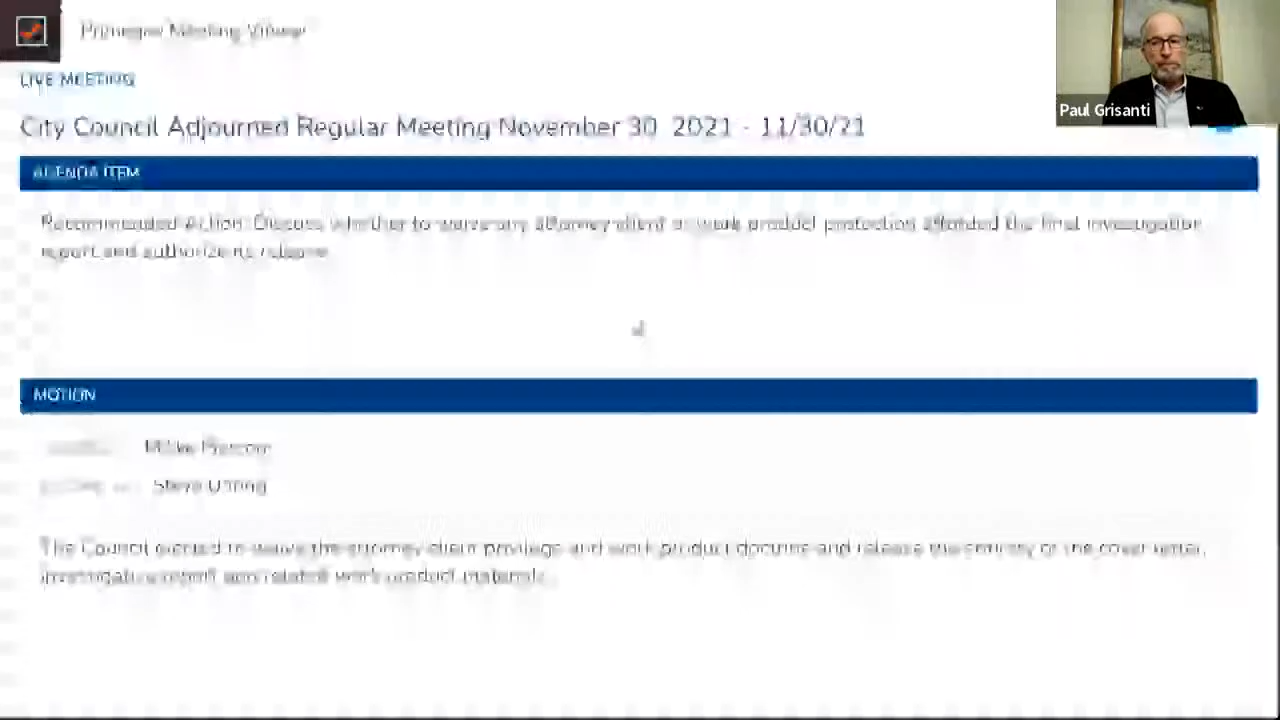 Primegov Meeting Viewer
Paul Grisanti
LIVE MEETING
City Council Adjourned Regular Meeting November 30, 2021 - 11/30/21
AGENDA ITEM
Recommended Action: Discuss whether to waive any attorney-client or work product protection afforded the final investigation
report and authorize its release.
MOTION
Mikke Pierson
Steve Uhring
The Council elected to waive the attorney client privilege and work product doctrine and release the entirety of the cover letter,
investigative report and related work product materials.